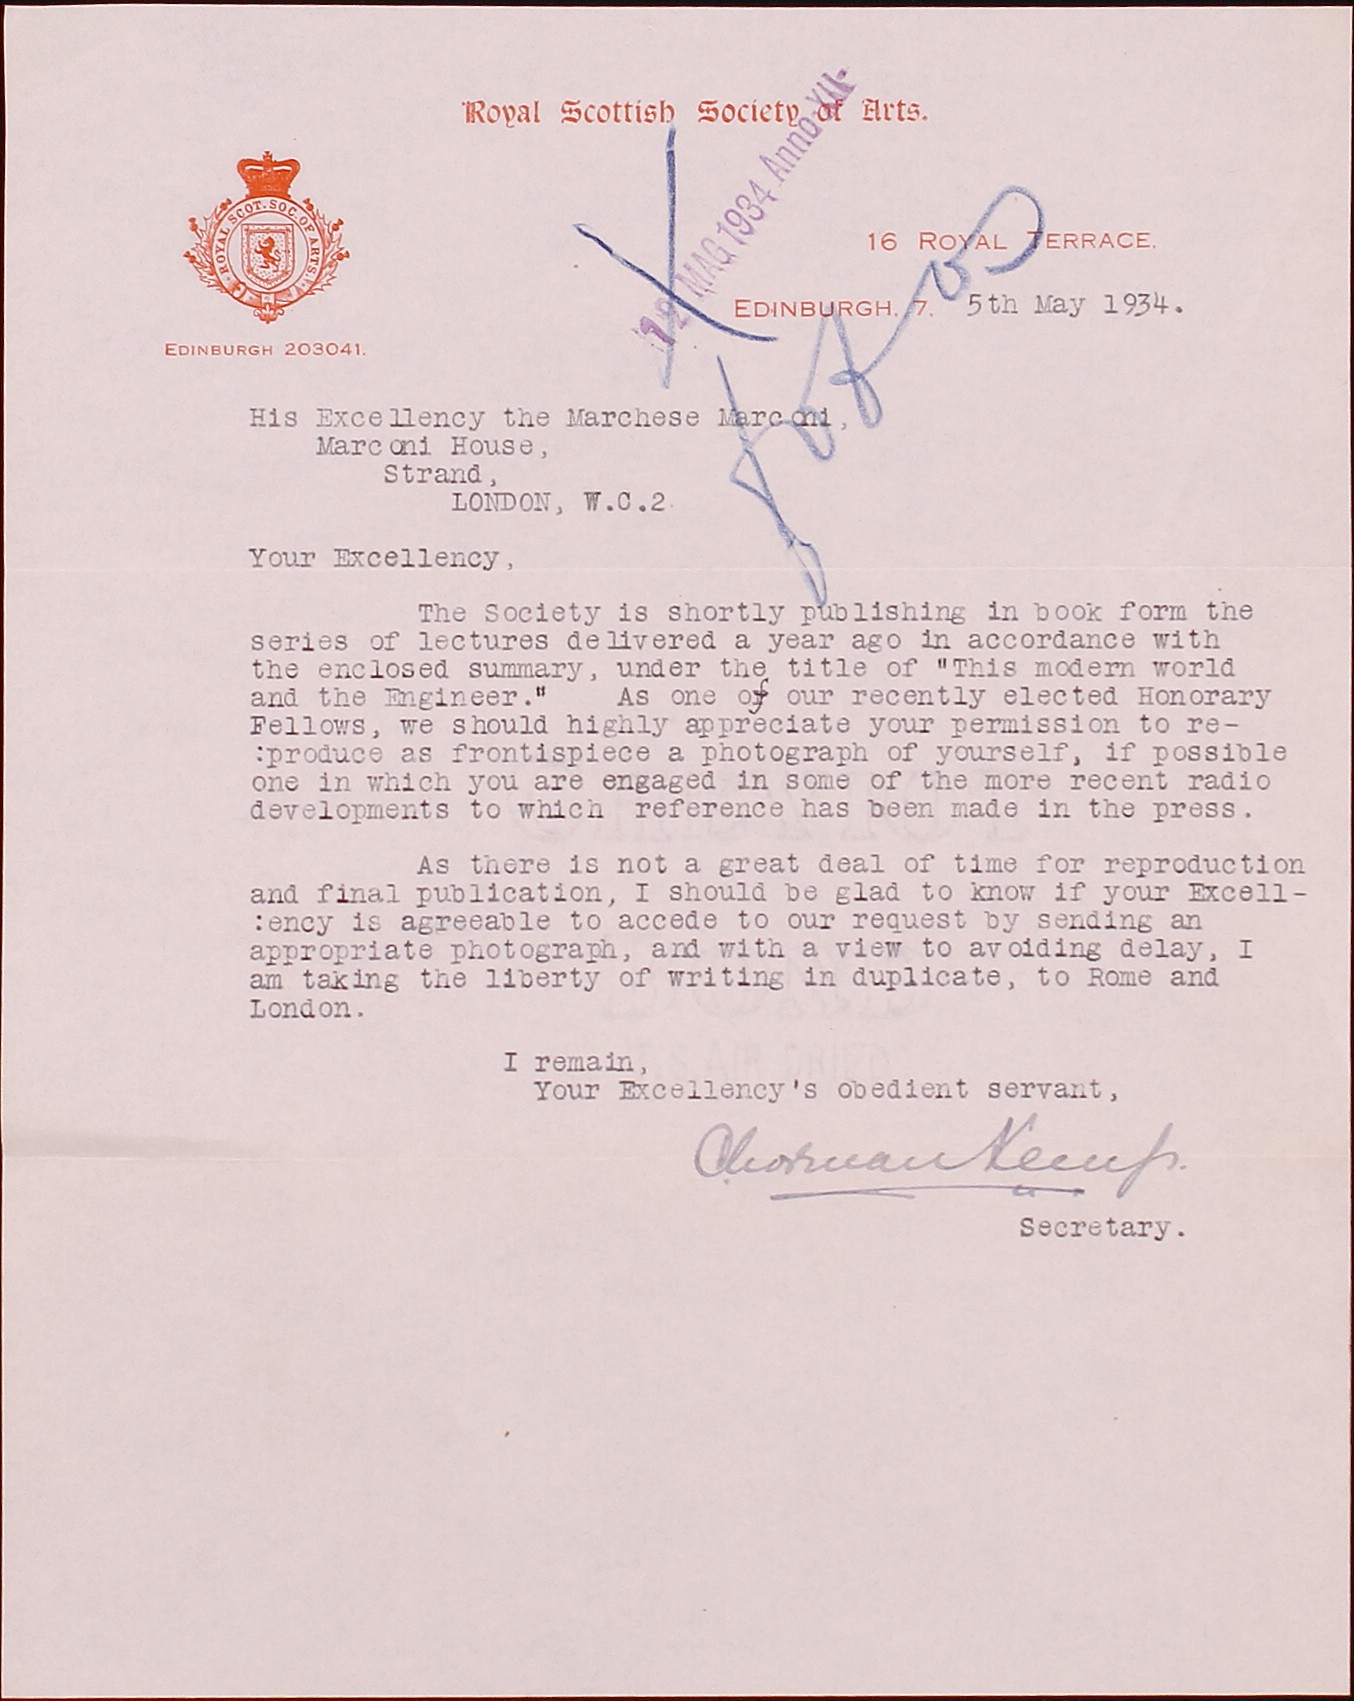 Royal Scottish Society of Arts.
ROYAL SCOT. SOC. OF ARTS.
12 MAG 1934 Anno XII
16 ROYAL TERRACE.
EDINBURGH, 7. 5th May 1934.
EDINBURGH 203041.
His Excellency the Marchese Marconi,
Marconi House,
Strand,
LONDON, W.C.2.
Your Excellency,
The Society is shortly publishing in book form the
series of lectures delivered a year ago in accordance with
the enclosed summary, under the title of "This modern world
and the Engineer." As one of our recently elected Honorary
Fellows, we should highly appreciate your permission to re-
:produce as frontispiece a photograph of yourself, if possible
one in which you are engaged in some of the more recent radio
developments to which reference has been made in the press.
As there is not a great deal of time for reproduction
and final publication, I should be glad to know if your Excell-
:ency is agreeable to accede to our request by sending an
appropriate photograph, and with a view to avoiding delay, I
am taking the liberty of writing in duplicate, to Rome and
London.
I remain,
Your Excellency's obedient servant,
Kemp.
Secretary.